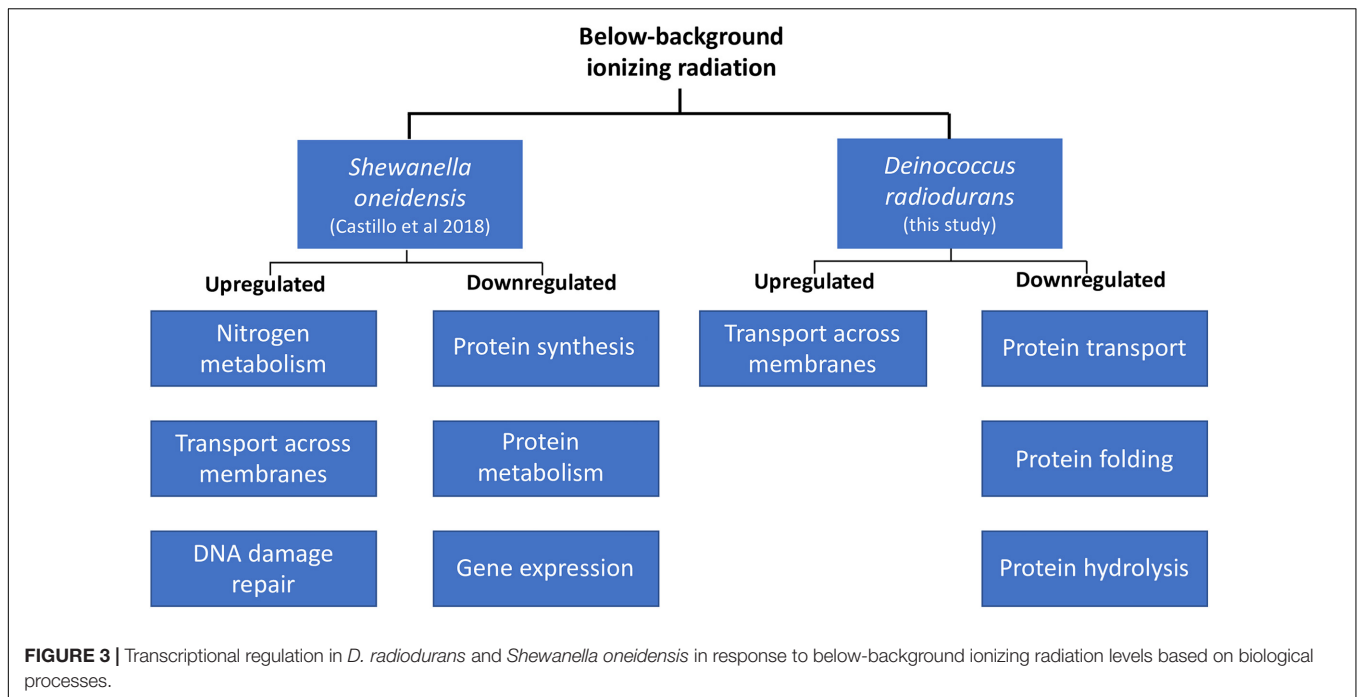 Below-background
ionizing radiation
Shewanella
oneidensis
(Castillo et al 2018)
Deinococcus
radiodurans
(this study)
Upregulated
Downregulated
Upregulated
Downregulated
Nitrogen
metabolism
Protein synthesis
Transport across
membranes
Protein transport
Transport across
membranes
Protein
metabolism
Protein folding
DNA damage
repair
Gene expression
Protein hydrolysis
FIGURE 3 | Transcriptional regulation in D. radiodurans and Shewanella oneidensis in response to below-background ionizing radiation levels based on biological
processes.